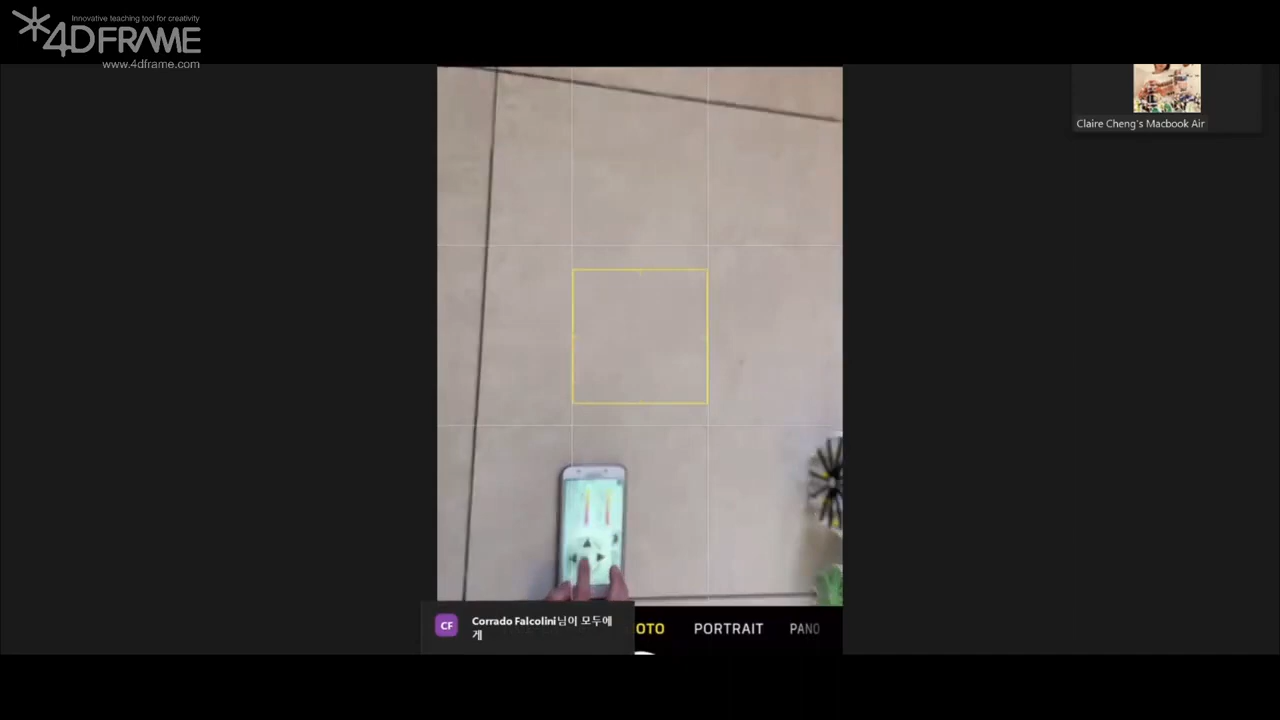 Innovative teaching tool for creativity
4DFRAME
www.4dframe.com
Claire Cheng's Macbook Air
CF
Corrado Falcolini님이 모두에
게
OTO
PORTRAIT
PANO